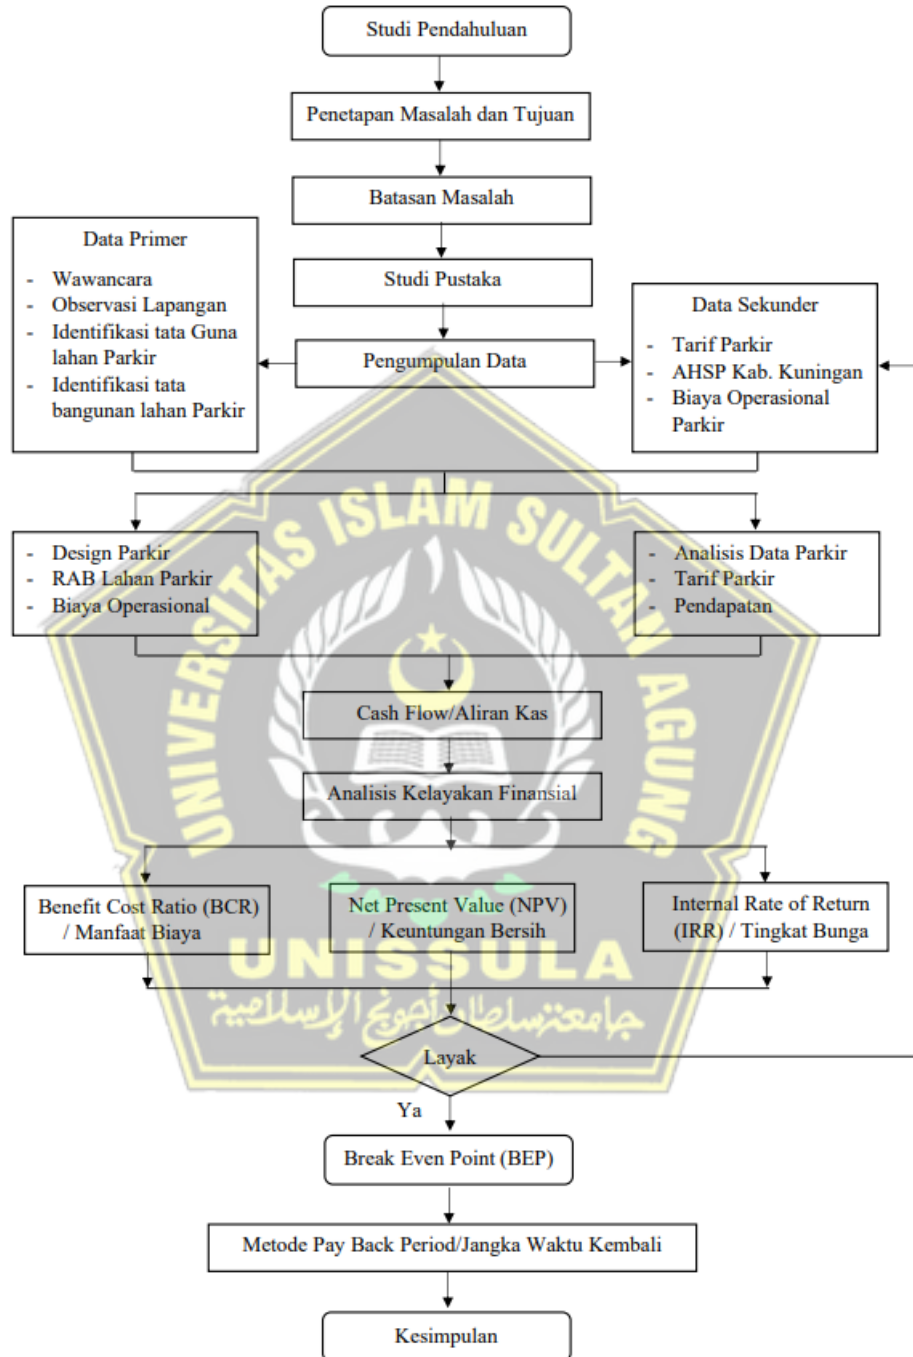 Studi Pendahuluan
Penetapan Masalah dan Tujuan
Batasan Masalah
Data Primer
- Wawancara
- Observasi Lapangan
- Identifikasi tata Guna
lahan Parkir
- Identifikasi tata
bangunan lahan Parkir
Studi Pustaka
Pengumpulan Data
Data Sekunder
- Tarif Parkir
- AHSP Kab. Kuningan
- Biaya Operasional
Parkir
UNIVERSITAS ISLAM SULTAN AGUNG
- Design Parkir
- RAB Lahan Parkir
- Biaya Operasional
- Analisis Data Parkir
- Tarif Parkir
- Pendapatan
Cash Flow/Aliran Kas
Analisis Kelayakan Finansial
Benefit Cost Ratio (BCR)
/ Manfaat Biaya
Net Present Value (NPV)
/ Keuntungan Bersih
Internal Rate of Return
(IRR) / Tingkat Bunga
UNISSULA
جامعتسلطان أجونج الإسلامية
Layak
Ya
Break Even Point (BEP)
Metode Pay Back Period/Jangka Waktu Kembali
Kesimpulan